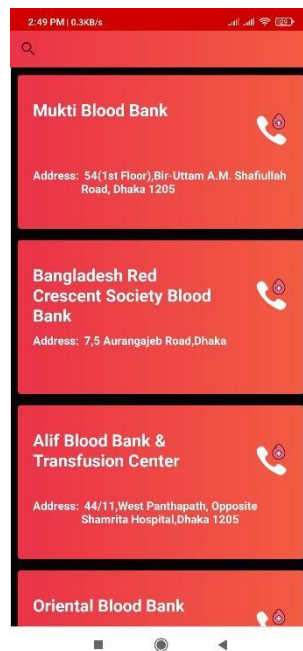 2:49 PM | 0.3KB/s
29
Mukti Blood Bank
Address: 54(1st Floor),Bir-Uttam A.M. Shafiullah
Road, Dhaka 1205
Bangladesh Red
Crescent Society Blood
Bank
Address: 7,5 Aurangajeb Road,Dhaka
Alif Blood Bank &
Transfusion Center
Address: 44/11,West Panthapath, Opposite
Shamrita Hospital,Dhaka 1205
Oriental Blood Bank